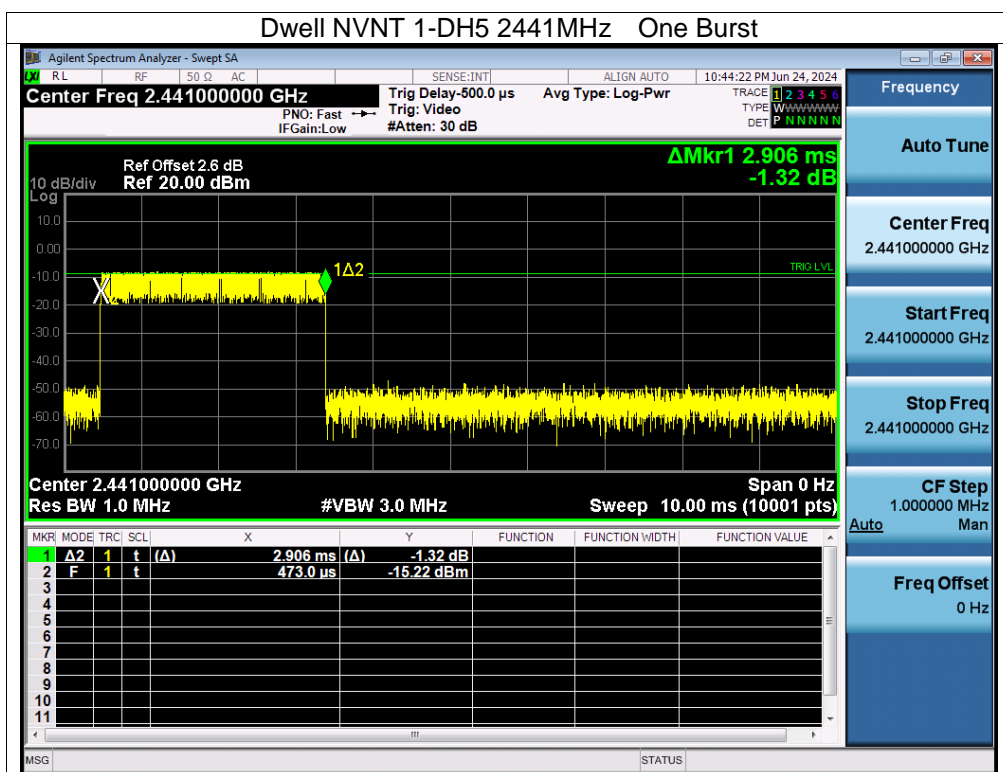 Dwell NVNT 1-DH5 2441MHz One Burst
Agilent Spectrum Analyzer - Swept SA
LXI RL RF 50 Ω AC SENSE:INT ALIGN AUTO 10:44:22 PM Jun 24, 2024
Center Freq 2.441000000 GHz Trig Delay-500.0 µs Avg Type: Log-Pwr TRACE 1 2 3 4 5 6
PNO: Fast Trig: Video TYPE WWWWWW
IFGain:Low #Atten: 30 dB DET P N N N N N
ΔMkr1 2.906 ms
-1.32 dB
Ref Offset 2.6 dB
10 dB/div Ref 20.00 dBm
Log
10.0
0.00
-10.0
-20.0
-30.0
-40.0
-50.0
-60.0
-70.0
1Δ2
TRIG LVL
X2
Center 2.441000000 GHz Span 0 Hz
Res BW 1.0 MHz #VBW 3.0 MHz Sweep 10.00 ms (10001 pts)
MKR MODE TRC SCL X Y FUNCTION FUNCTION WIDTH FUNCTION VALUE
1 Δ2 1 t (Δ) 2.906 ms (Δ) -1.32 dB
2 F 1 t 473.0 µs -15.22 dBm
3
4
5
6
7
8
9
10
11
MSG STATUS
Frequency
Auto Tune
Center Freq
2.441000000 GHz
Start Freq
2.441000000 GHz
Stop Freq
2.441000000 GHz
CF Step
1.000000 MHz
Auto Man
Freq Offset
0 Hz